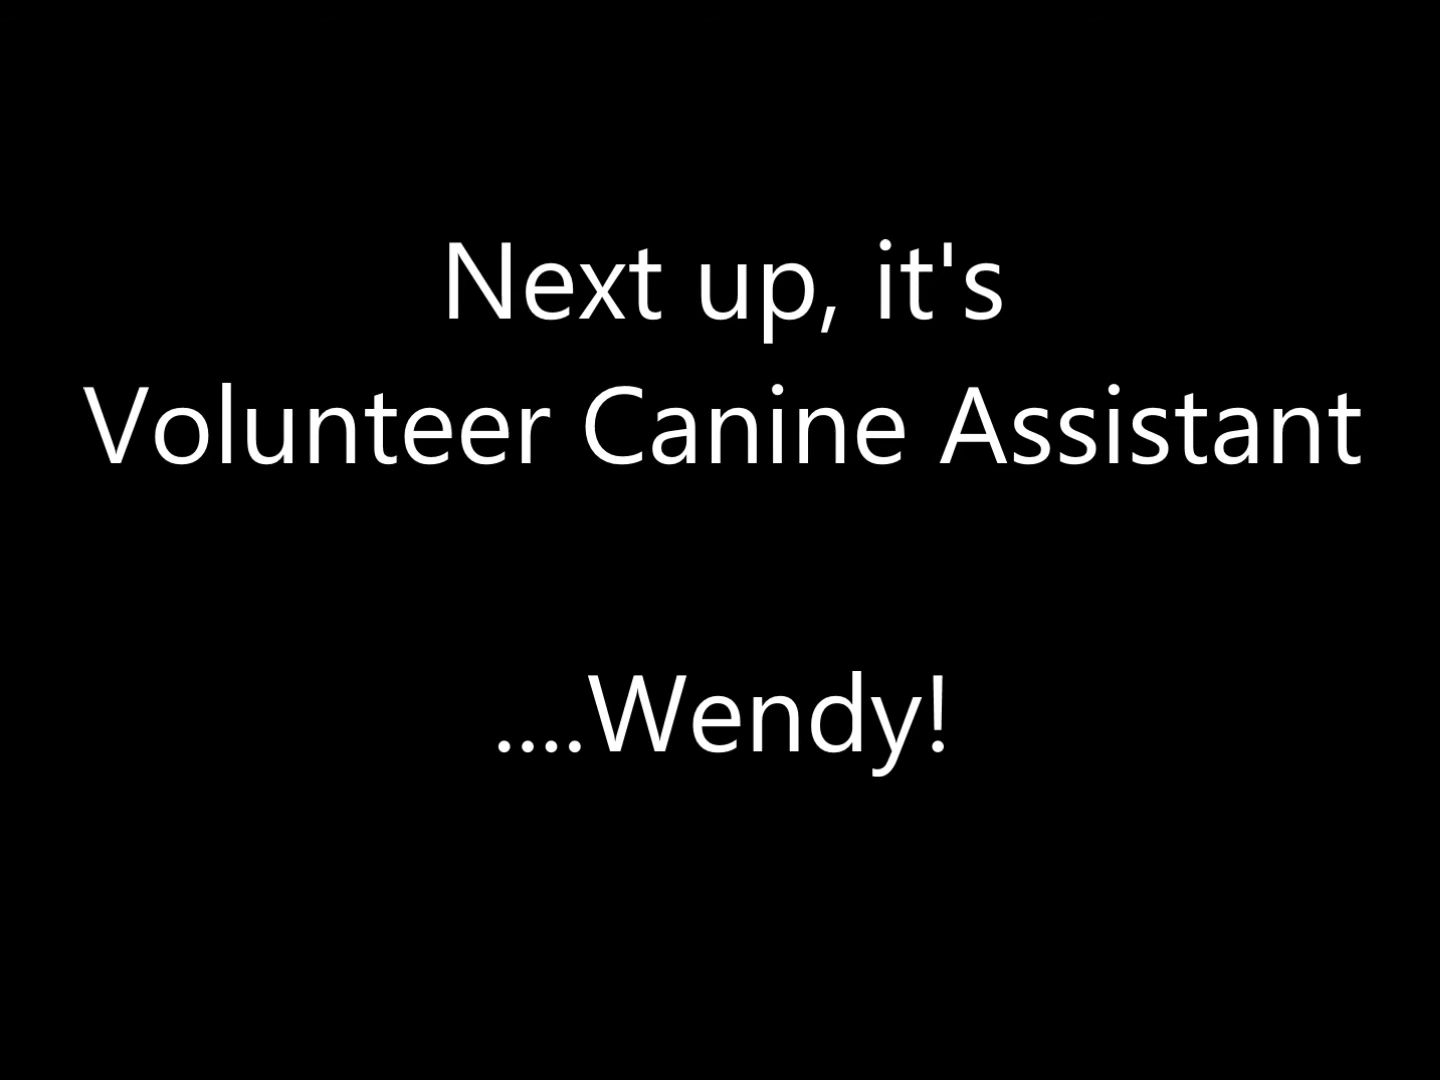 Next up, it's
Volunteer Canine Assistant
....Wendy!